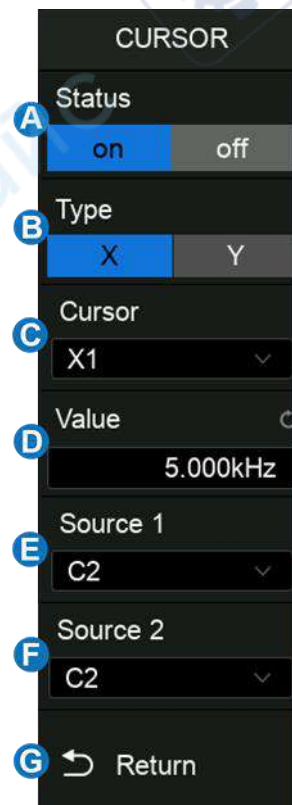 CURSOR
A
Status
on off
B
Type
X Y
C
Cursor
X1
D
Value
5.000kHz
E
Source 1
C2
F
Source 2
C2
G
Return